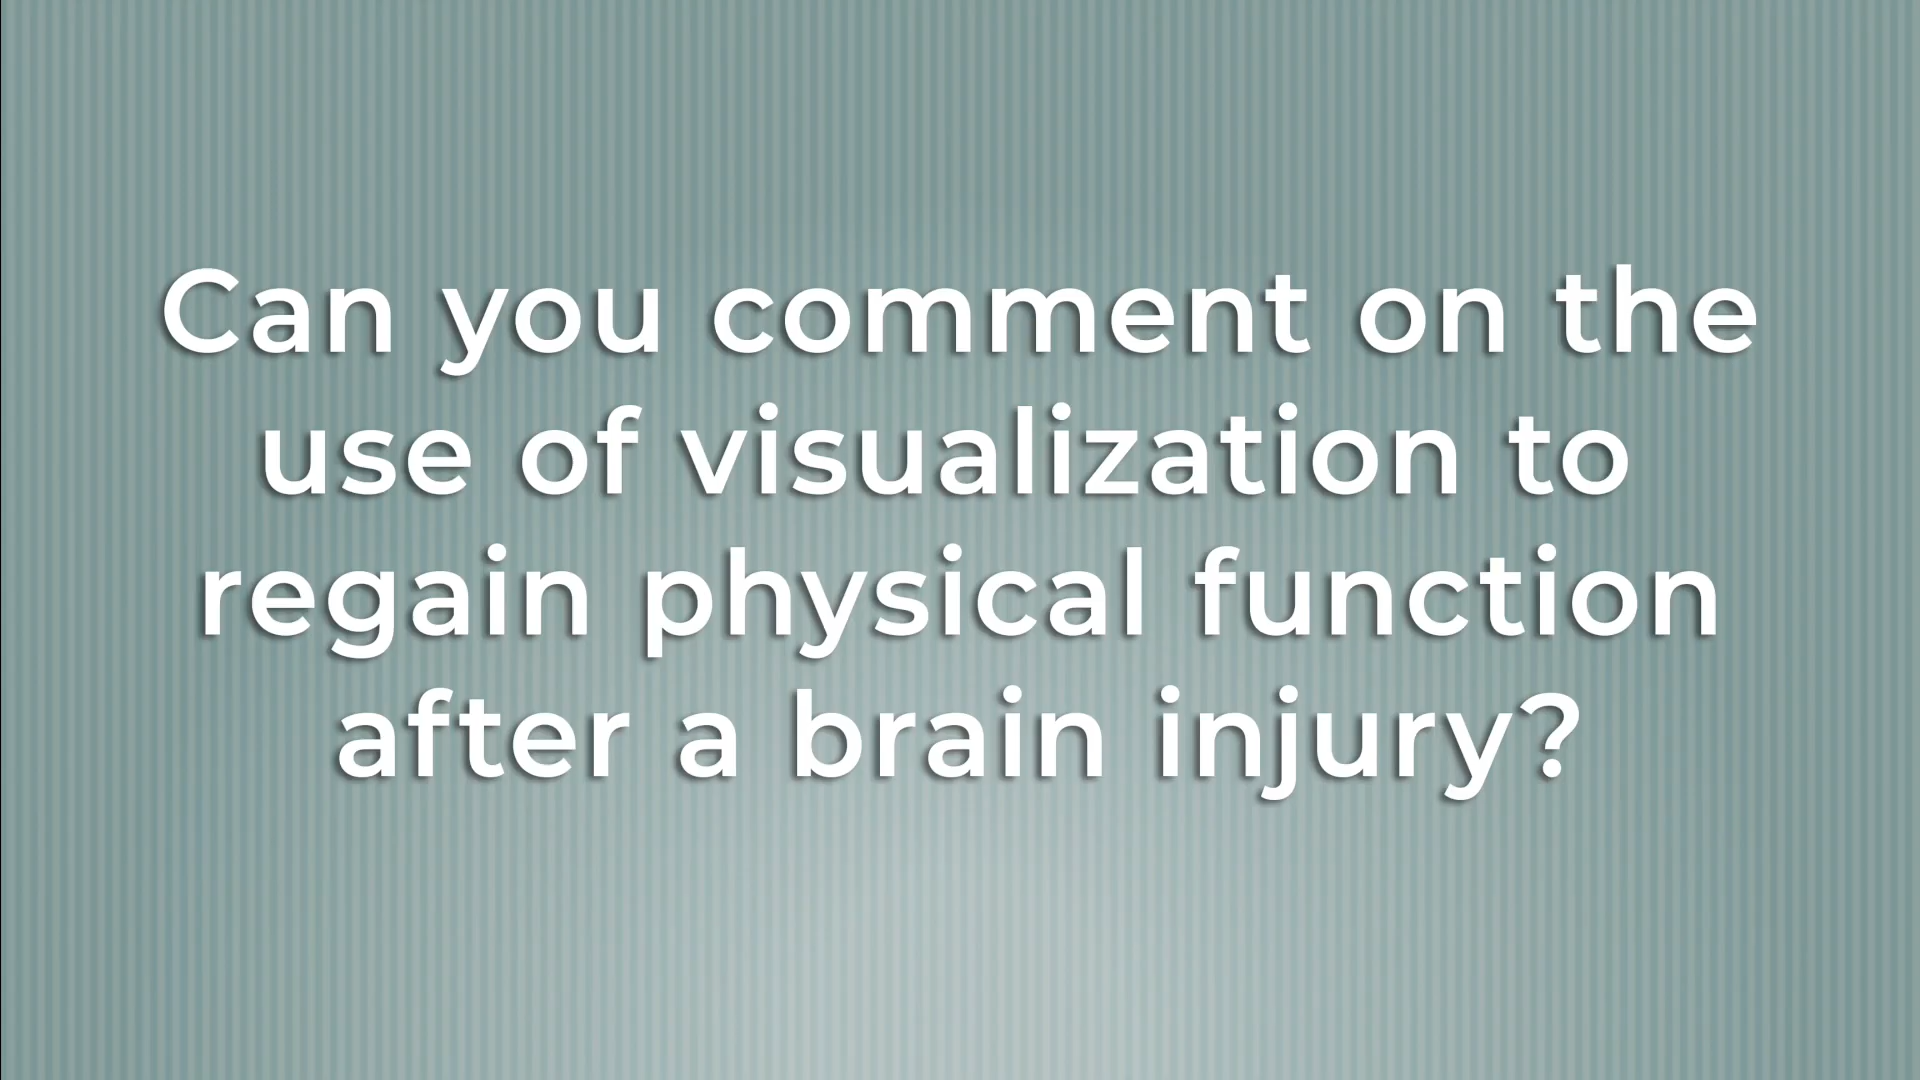 Can you comment on the
use of visualization to
regain physical function
after a brain injury?